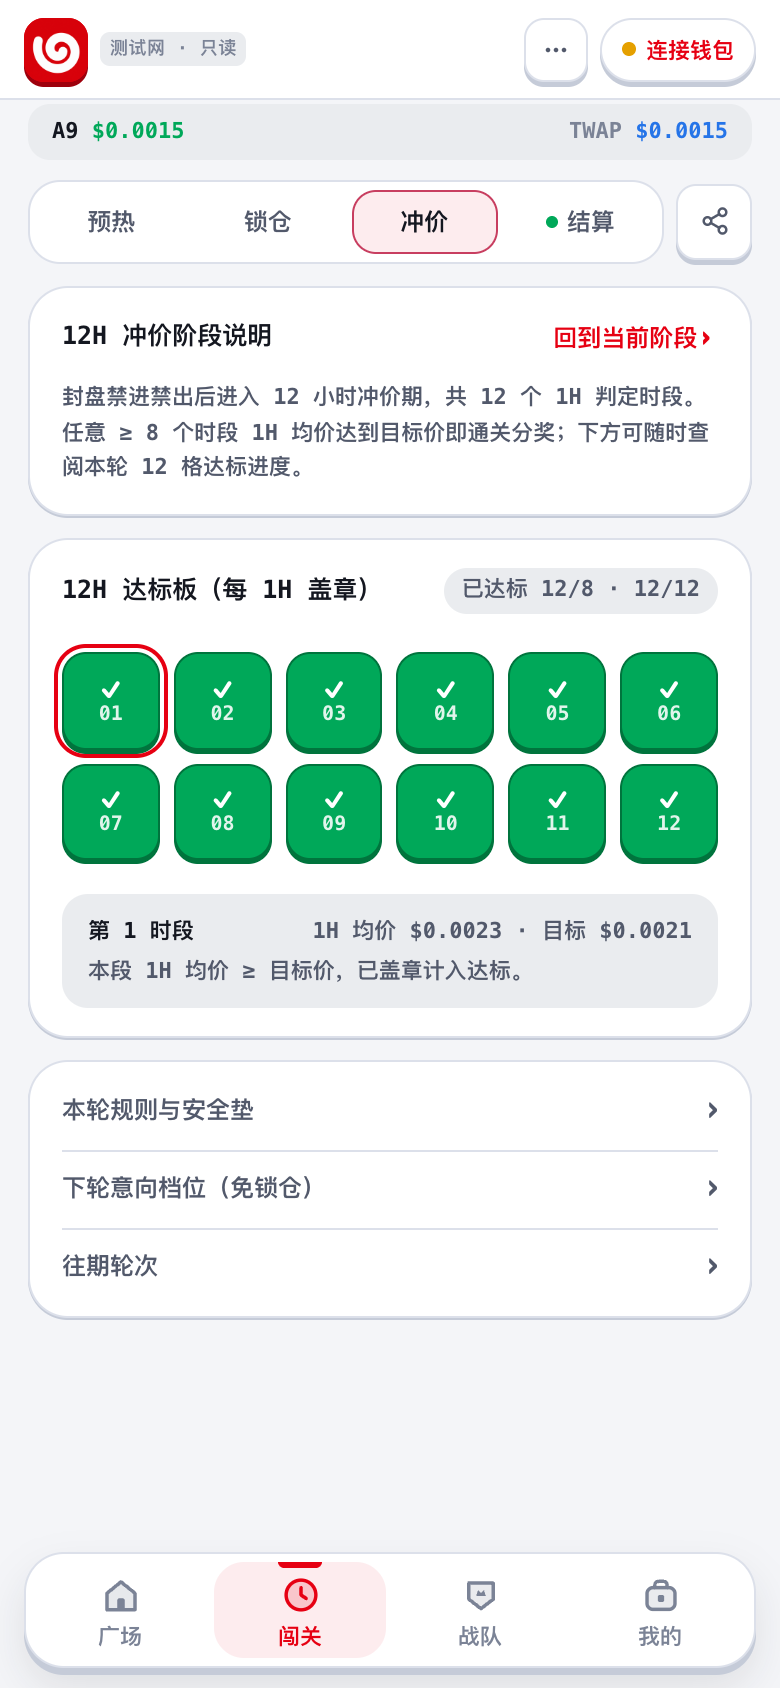 测试网 · 只读
连接钱包
A9 $0.0015
TWAP $0.0015
预热
锁仓
冲价
结算
12H 冲价阶段说明
回到当前阶段
封盘禁进禁出后进入 12 小时冲价期，共 12 个 1H 判定时段。
任意 ≥ 8 个时段 1H 均价达到目标价即通关分奖；下方可随时查
阅本轮 12 格达标进度。
12H 达标板（每 1H 盖章）
已达标 12/8 · 12/12
01
02
03
04
05
06
07
08
09
10
11
12
第 1 时段
1H 均价 $0.0023 · 目标 $0.0021
本段 1H 均价 ≥ 目标价，已盖章计入达标。
本轮规则与安全垫
下轮意向档位（免锁仓）
往期轮次
广场
闯关
战队
我的